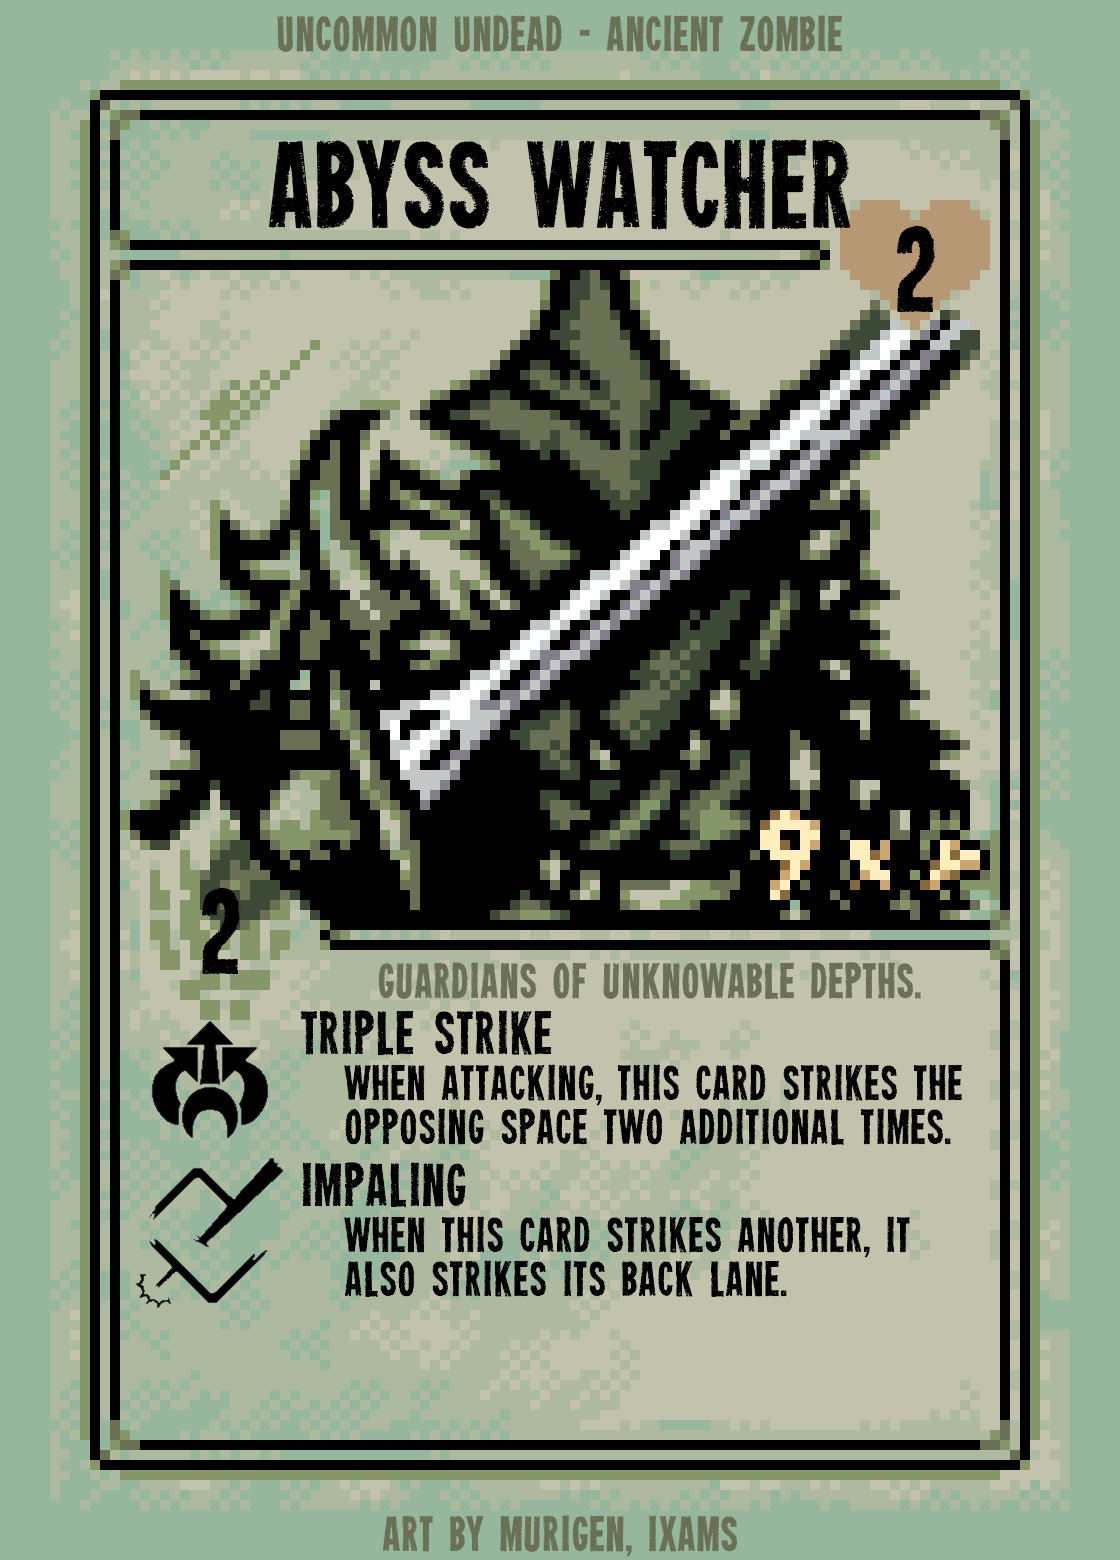 UNCOMMON UNDEAD - ANCIENT ZOMBIE
ABYSS WATCHER
2
9 x
2
GUARDIANS OF UNKNOWABLE DEPTHS.
TRIPLE STRIKE
WHEN ATTACKING, THIS CARD STRIKES THE
OPPOSING SPACE TWO ADDITIONAL TIMES.
IMPALING
WHEN THIS CARD STRIKES ANOTHER, IT
ALSO STRIKES ITS BACK LANE.
ART BY MURIGEN, IXAMS